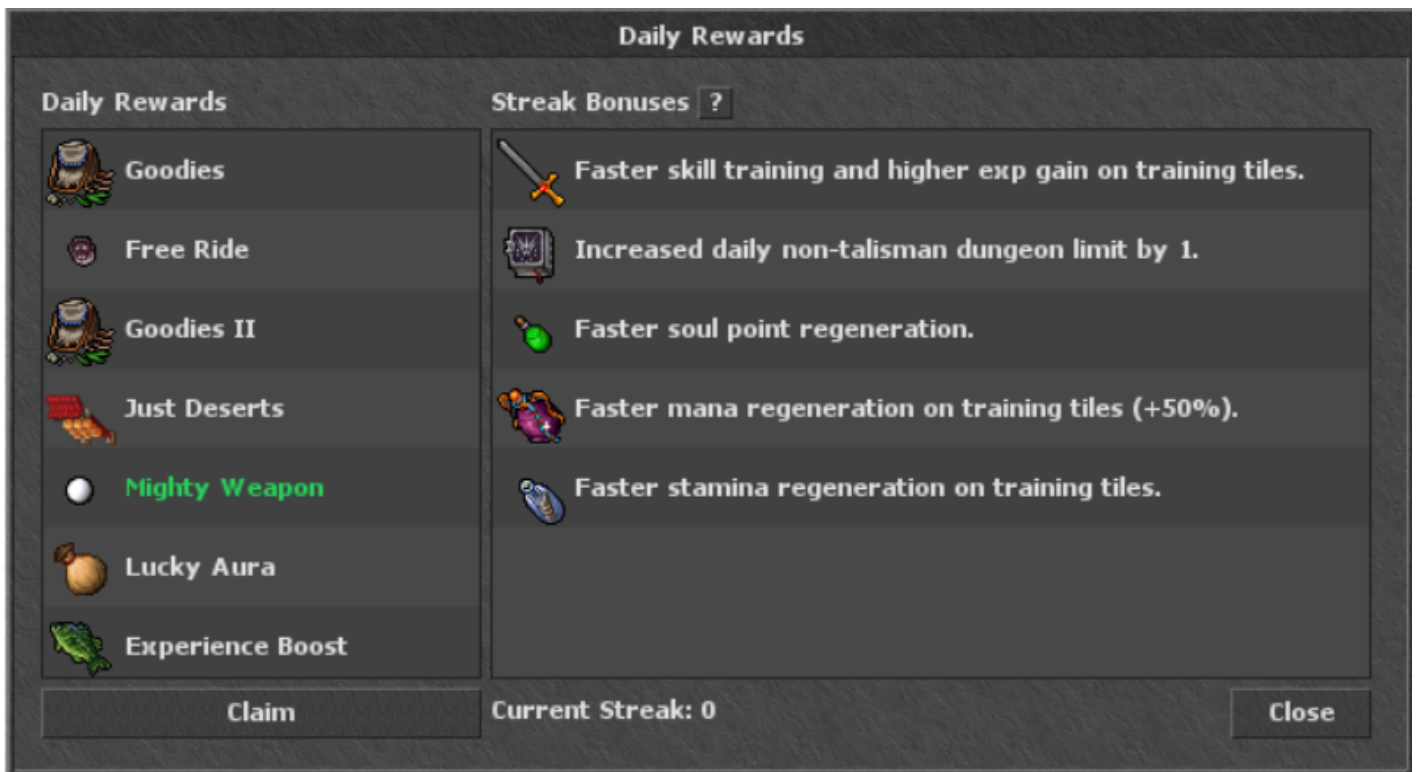 Daily Rewards
Daily Rewards
Goodies
Free Ride
Goodies II
Just Deserts
Mighty Weapon
Lucky Aura
Experience Boost
Claim
Streak Bonuses ?
Faster skill training and higher exp gain on training tiles.
Increased daily non-talisman dungeon limit by 1.
Faster soul point regeneration.
Faster mana regeneration on training tiles (+50%).
Faster stamina regeneration on training tiles.
Current Streak: 0
Close